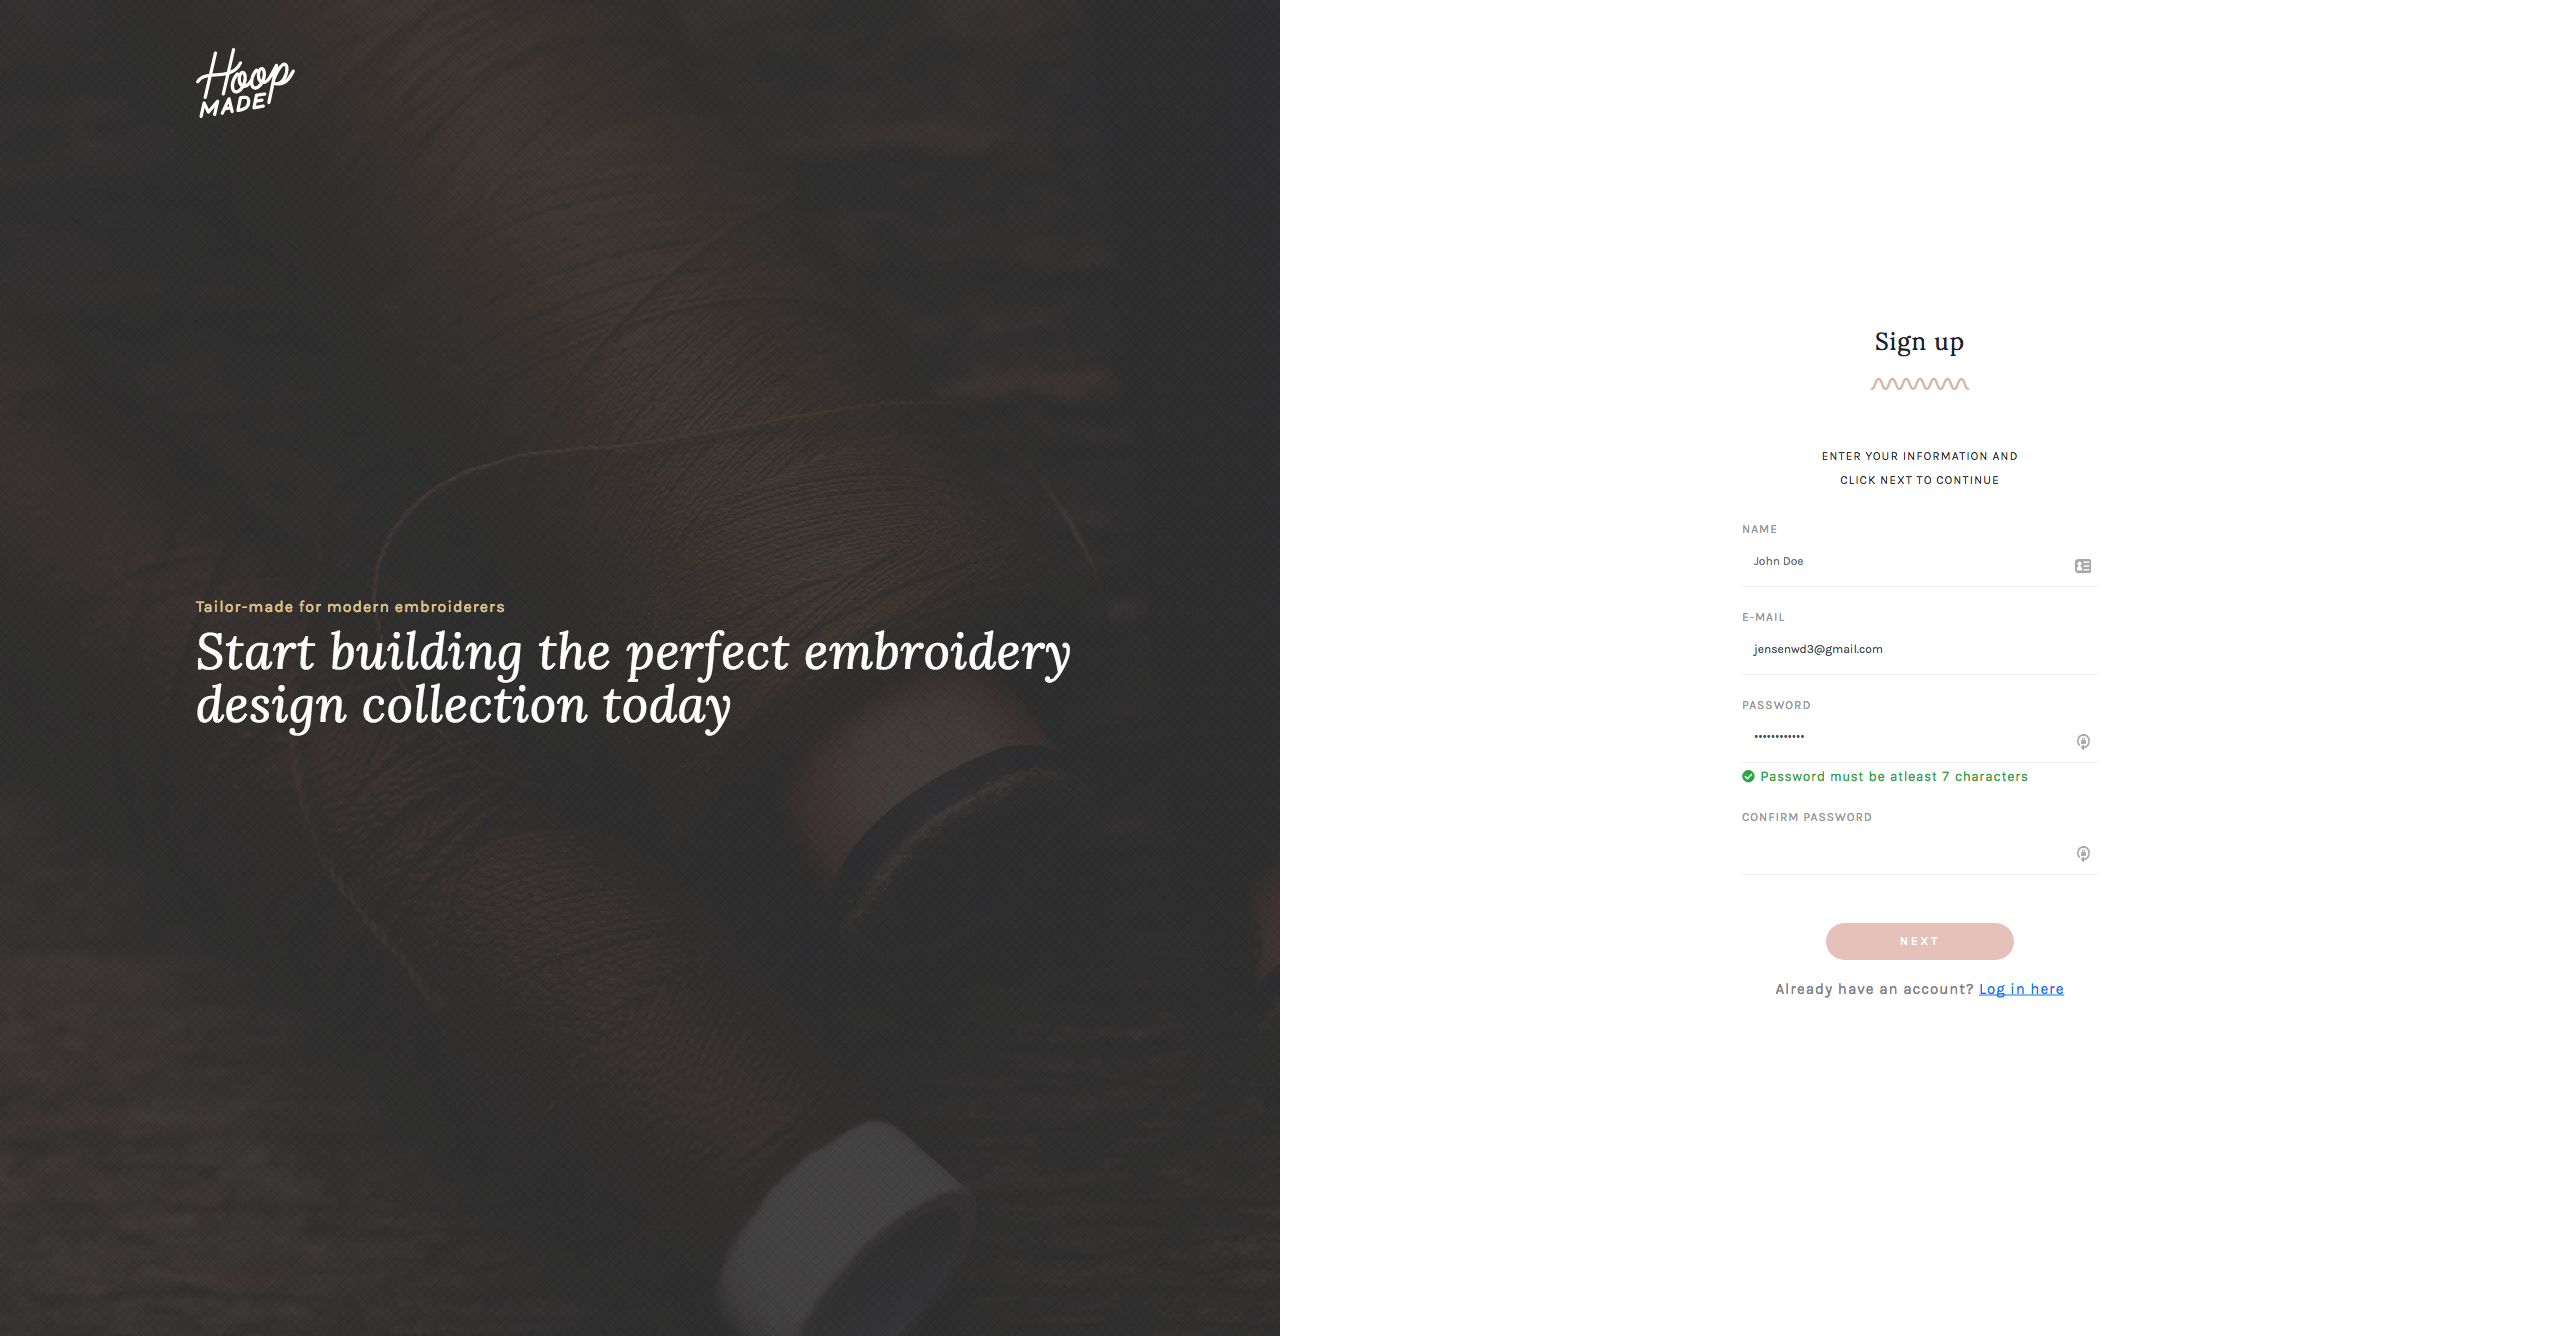 Hoop
MADE
Tailor-made for modern embroiderers
Start building the perfect embroidery
design collection today
Sign up
ENTER YOUR INFORMATION AND
CLICK NEXT TO CONTINUE
NAME
John Doe
E-MAIL
jensenwd3@gmail.com
PASSWORD
••••••••••••
Password must be atleast 7 characters
CONFIRM PASSWORD
NEXT
Already have an account? Log in here